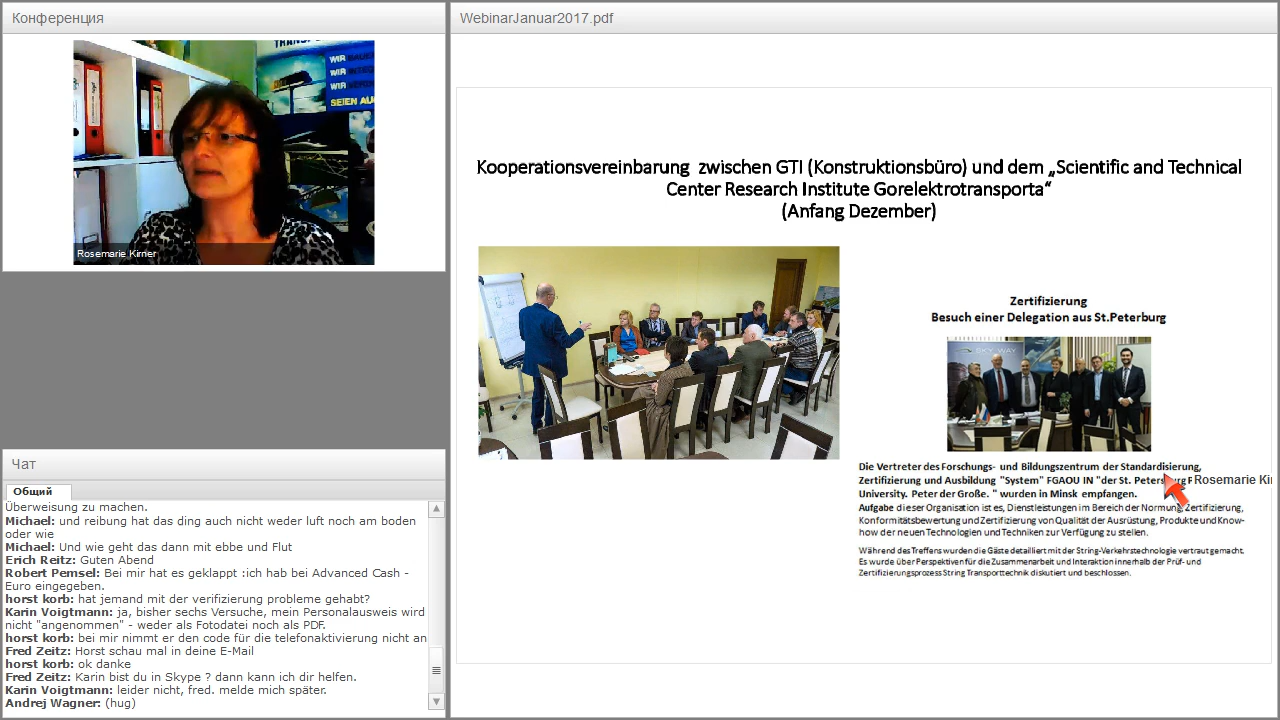 Конференция
WIR
WIR
WIR
SEIEN AU
Rosemarie Kirner
Чат
Общий
Überweisung zu machen.
Michael: und reibung hat das ding auch nicht weder luft noch am boden
oder wie
Michael: Und wie geht das dann mit ebbe und Flut
Erich Reitz: Guten Abend
Robert Pemsel: Bei mir hat es geklappt :ich hab bei Advanced Cash -
Euro eingegeben.
horst korb: hat jemand mit der verifizierung probleme gehabt?
Karin Voigtmann: ja, bisher sechs Versuche, mein Personalausweis wird
nicht "angenommen" - weder als Fotodatei noch als PDF.
horst korb: bei mir nimmt er den code für die telefonaktivierung nicht an
Fred Zeitz: Horst schau mal in deine E-Mail
horst korb: ok danke
Fred Zeitz: Karin bist du in Skype ? dann kann ich dir helfen.
Karin Voigtmann: leider nicht, fred. melde mich später.
Andrej Wagner: (hug)
WebinarJanuar2017.pdf
Kooperationsvereinbarung zwischen GTI (Konstruktionsbüro) und dem „Scientific and Technical
Center Research Institute Gorelektrotransporta“
(Anfang Dezember)
Zertifizierung
Besuch einer Delegation aus St.Peterburg
SKY WAY
Die Vertreter des Forschungs- und Bildungszentrum der Standardisierung,
Zertifizierung und Ausbildung "System" FGAOU IN "der St. Petersburg P
Rosemarie Kir
University. Peter der Große. " wurden in Minsk empfangen.
Aufgabe dieser Organisation ist es, Dienstleistungen im Bereich der Normung, Zertifizierung,
Konformitätsbewertung und Zertifizierung von Qualität der Ausrüstung, Produkte und Know-
how der neuen Technologien und Techniken zur Verfügung zu stellen.
Während des Treffens wurden die Gäste detailliert mit der String-Verkehrstechnologie vertraut gemacht.
Es wurde über Perspektiven für die Zusammenarbeit und Interaktion innerhalb der Prüf- und
Zertifizierungsprozess String Transporttechnik diskutiert und beschlossen.